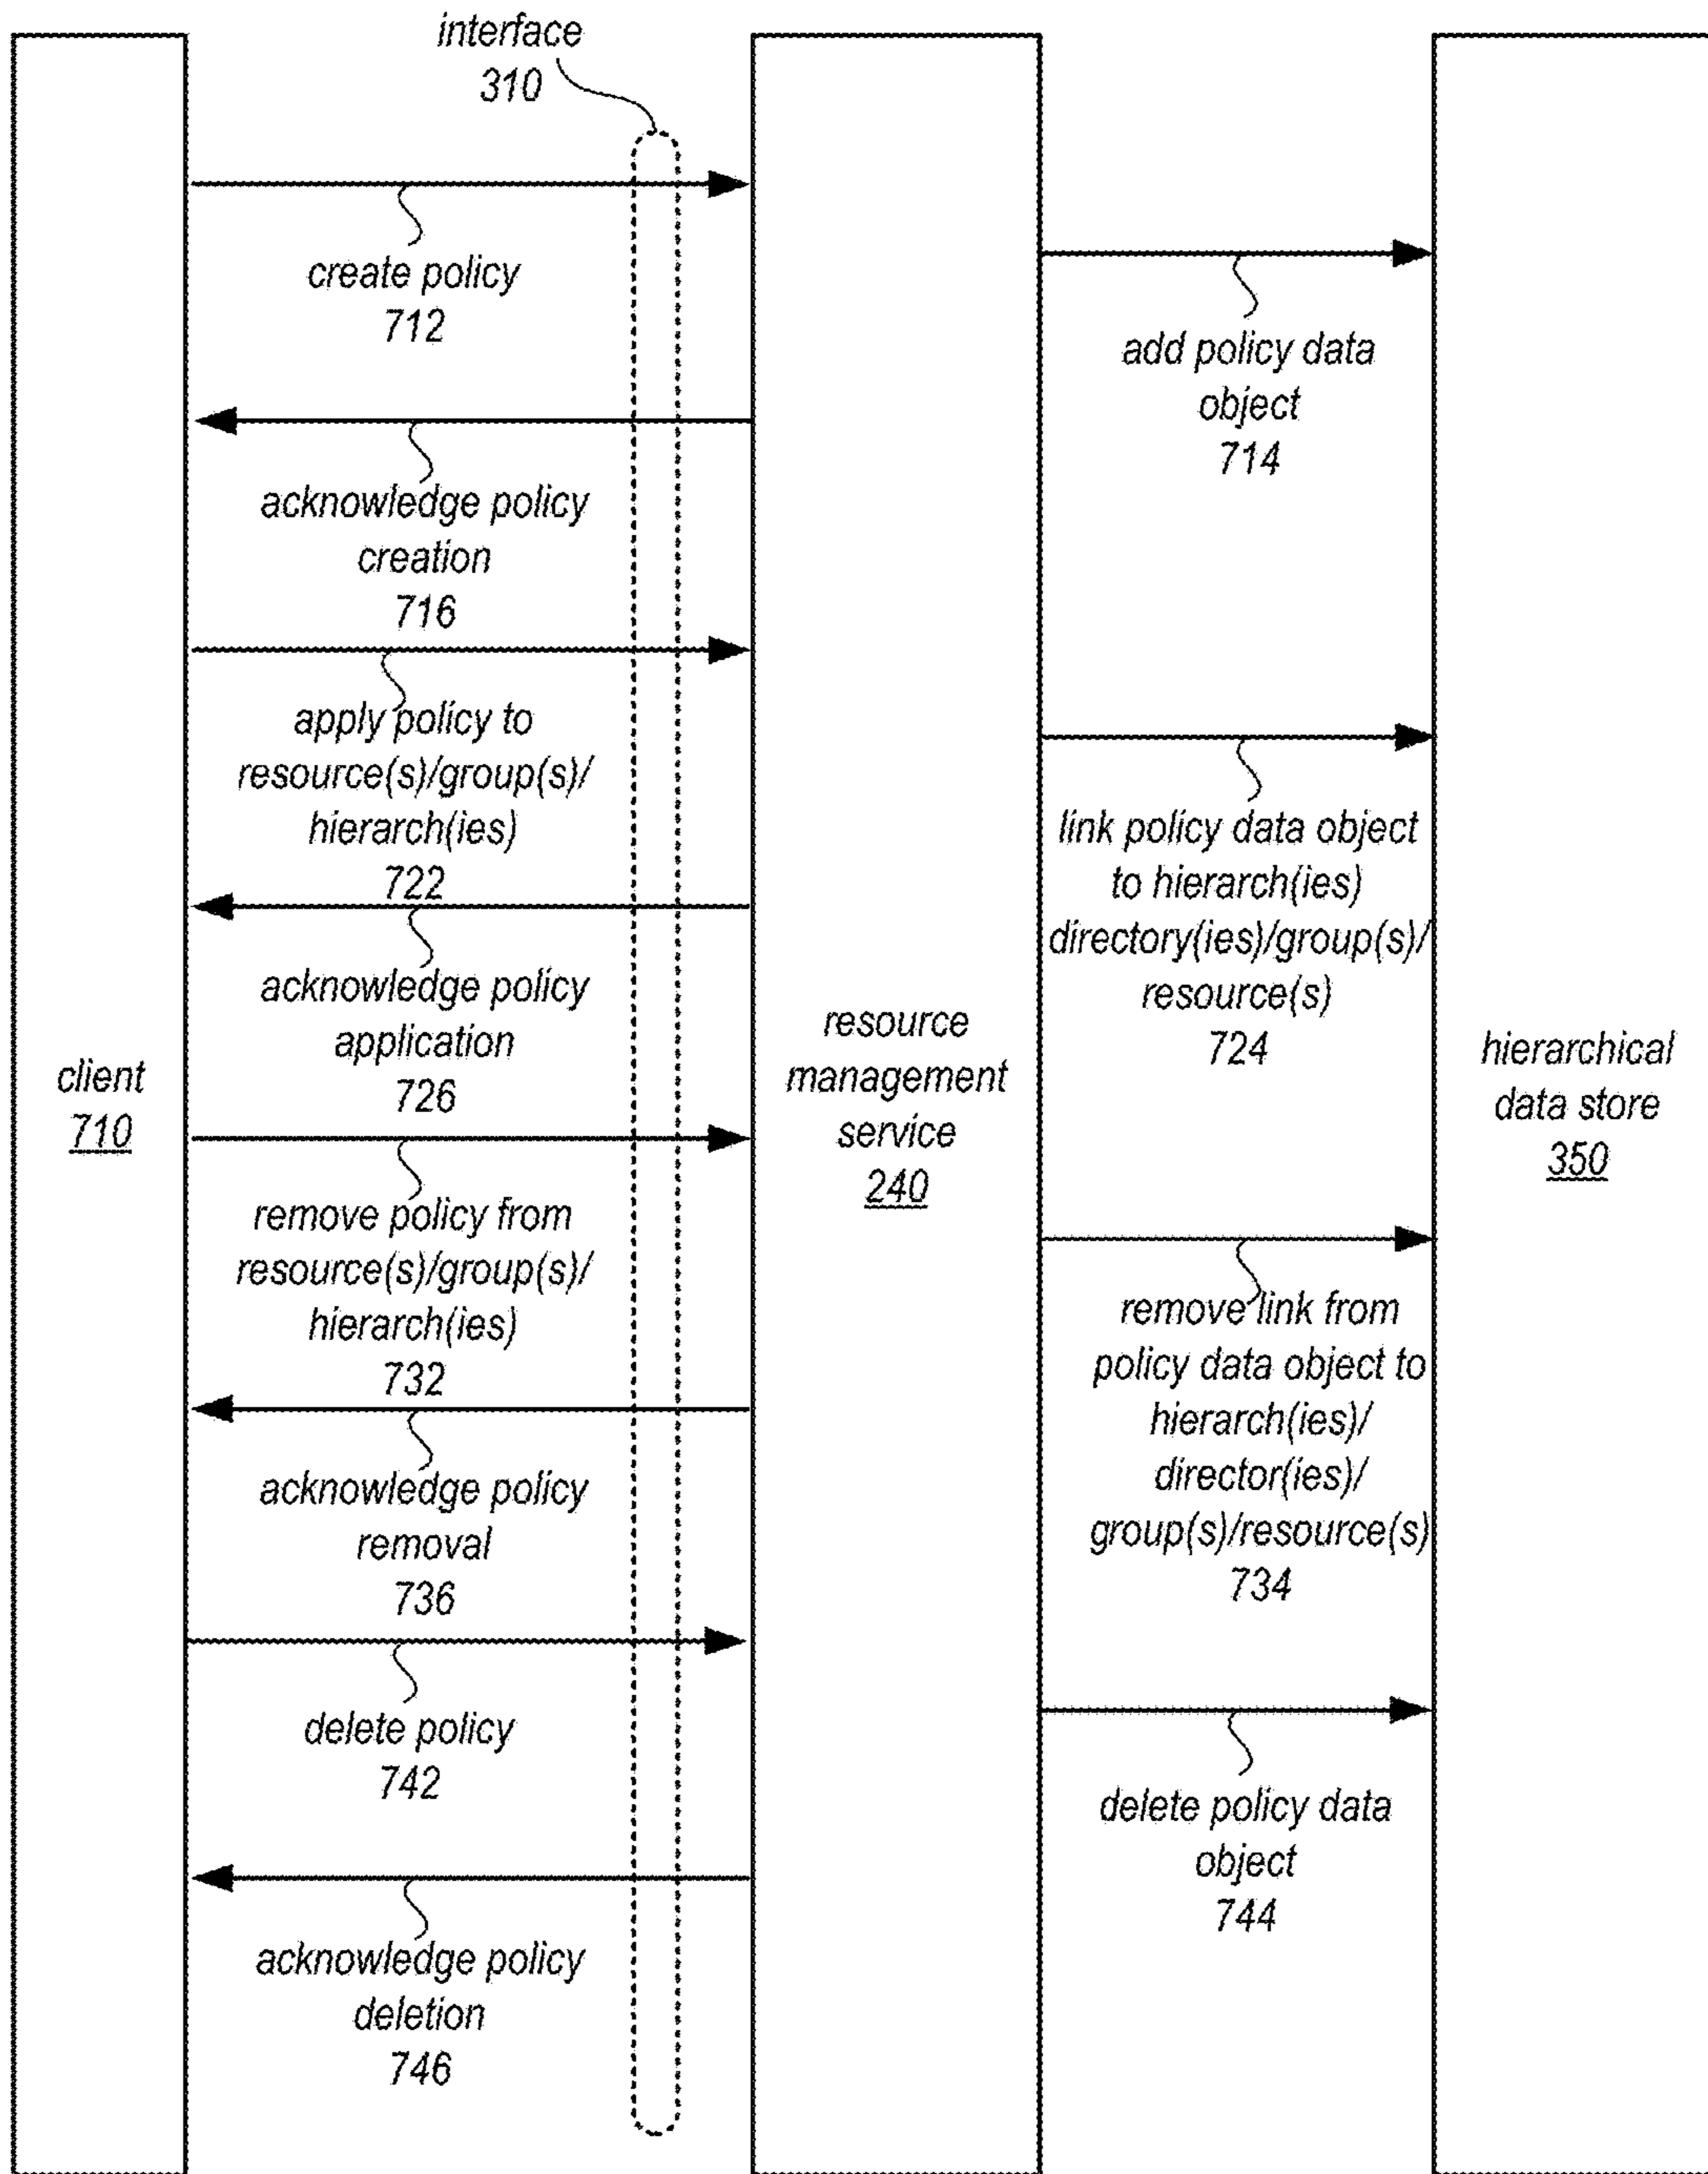 interface
310
create policy
712
add policy data
object
714
acknowledge policy
creation
716
apply policy to
resource(s)/group(s)/
hierarch(ies)
722
link policy data object
to hierarch(ies)
directory(ies)/group(s)/
resource(s)
724
acknowledge policy
application
726
client
710
resource
management
service
240
hierarchical
data store
350
remove policy from
resource(s)/group(s)/
hierarch(ies)
732
remove link from
policy data object to
hierarch(ies)/
director(ies)/
group(s)/resource(s)
734
acknowledge policy
removal
736
delete policy
742
delete policy data
object
744
acknowledge policy
deletion
746